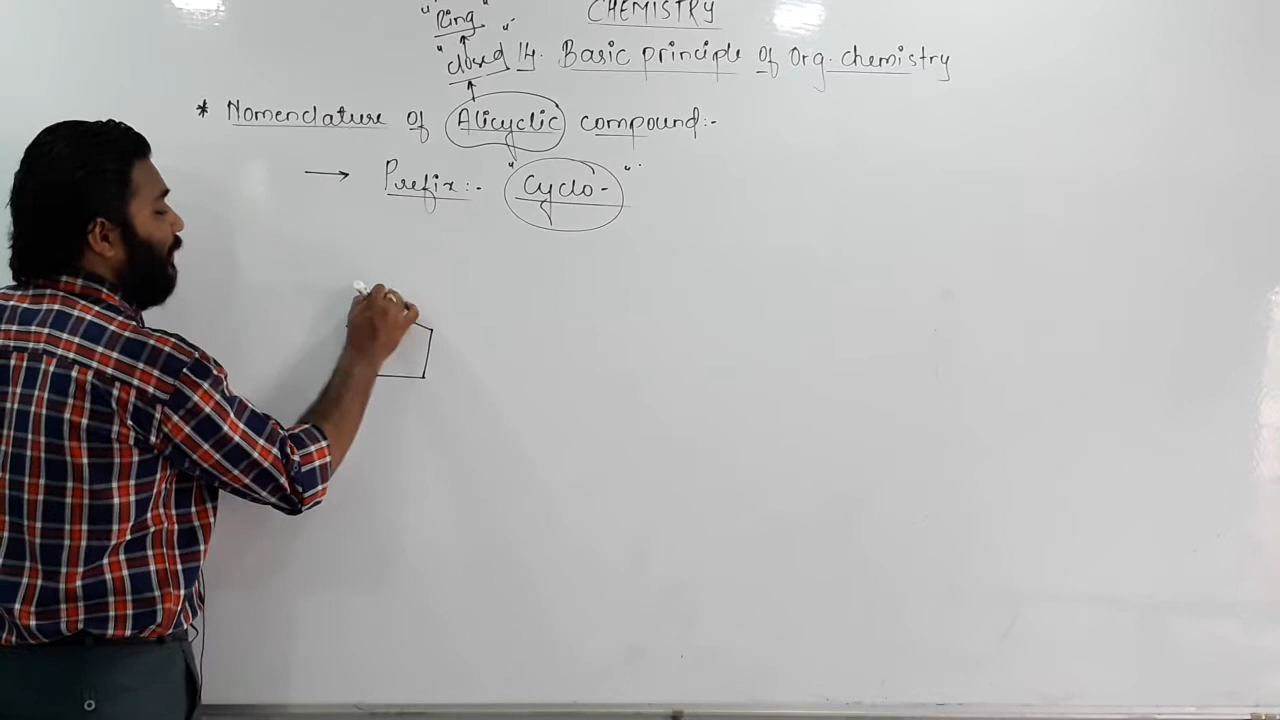 CHEMISTRY
"Ring"
"closed" 14. Basic principle of Org. chemistry
* Nomenclature of Alicyclic compound:-
→ Prefix:- "Cyclo-"